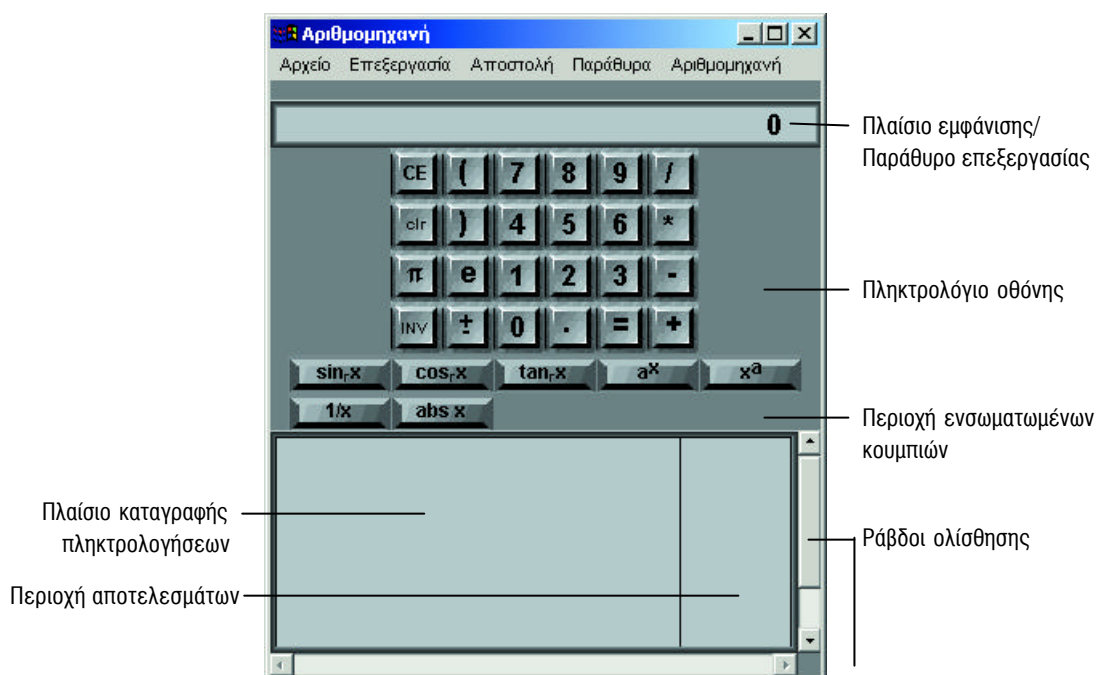 Αριθμομηχανή
Αρχείο Επεξεργασία Αποστολή Παράθυρα Αριθμομηχανή
0
Πλαίσιο εμφάνισης/
Παράθυρο επεξεργασίας
CE ( 7 8 9 /
clr ) 4 5 6 *
π e 1 2 3 -
Πληκτρολόγιο οθόνης
INV ± 0 . = +
sinᵣx cosᵣx tanᵣx aˣ xᵃ
1/x abs x
Περιοχή ενσωματωμένων
κουμπιών
Πλαίσιο καταγραφής
πληκτρολογήσεων
Ράβδοι ολίσθησης
Περιοχή αποτελεσμάτων